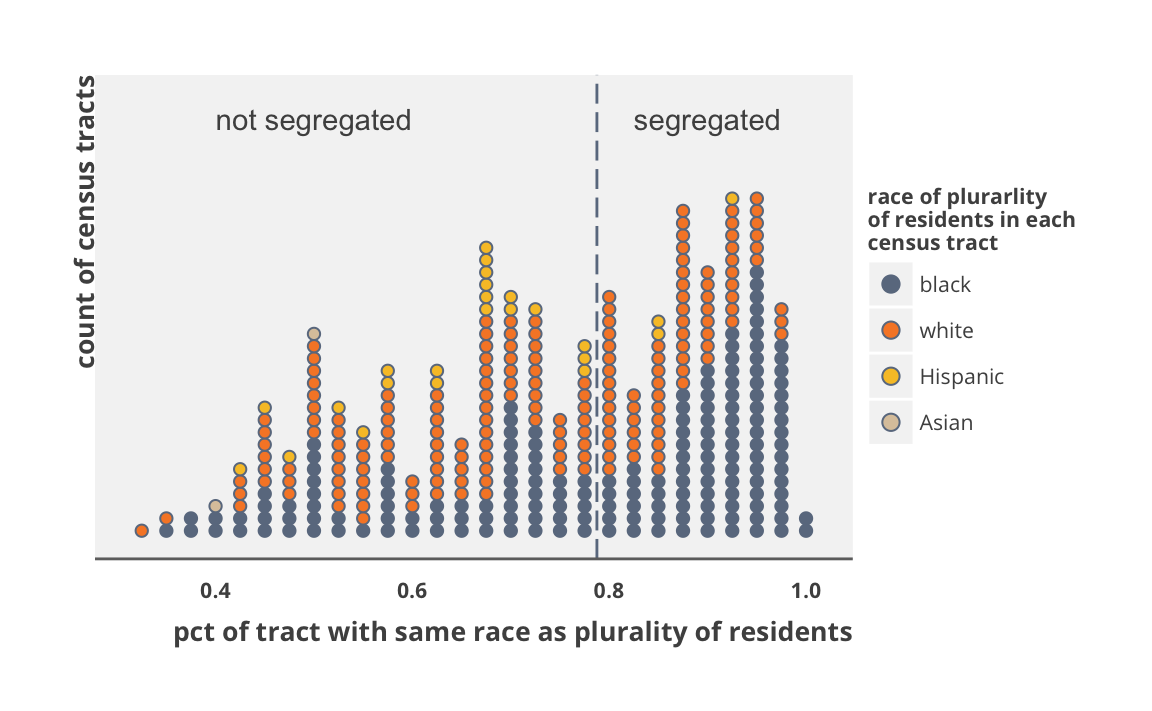 count of census tracts
not segregated
segregated
race of plurarlity
of residents in each
census tract
black
white
Hispanic
Asian
0.4
0.6
0.8
1.0
pct of tract with same race as plurality of residents